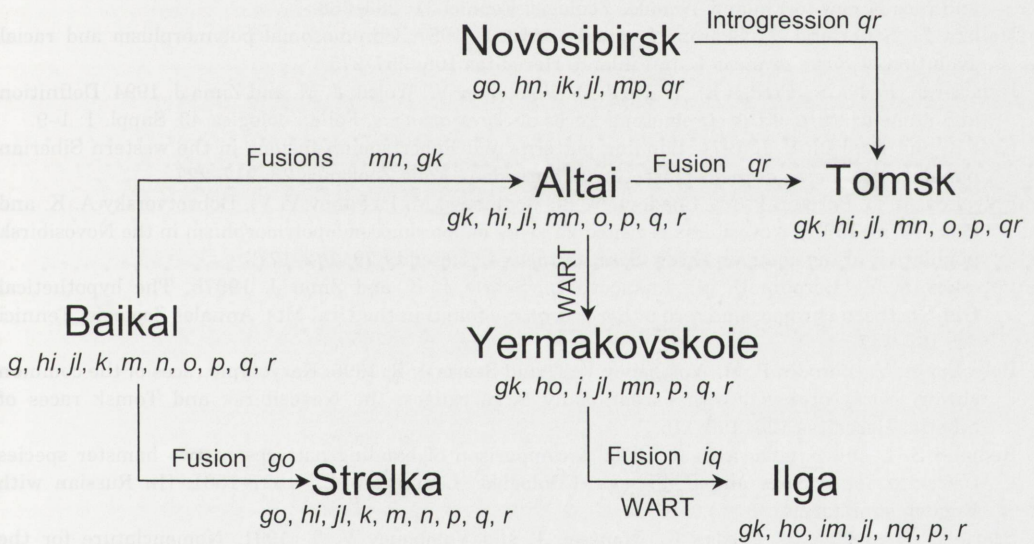 Novosibirsk
Introgression qr
go, hn, ik, jl, mp, qr
Fusions mn, gk
Altai
Fusion qr
Tomsk
gk, hi, jl, mn, o, p, q, r
gk, hi, jl, mn, o, p, qr
WART
Baikal
g, hi, jl, k, m, n, o, p, q, r
Yermakovskoie
gk, ho, i, jl, mn, p, q, r
Fusion go
Strelka
go, hi, jl, k, m, n, p, q, r
Fusion iq
WART
Ilga
gk, ho, im, jl, nq, p, r